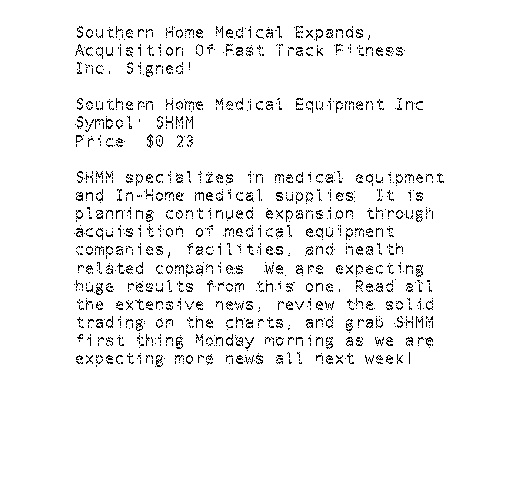 Southern Home Medical Expands,
Acquisition Of Fast Track Fitness
Inc. Signed!
Southern Home Medical Equipment Inc
Symbol: SHMM
Price  $0 23
SHMM specializes in medical equipment
and In-Home medical supplies  It is
planning continued expansion through
acquisition of medical equipment
companies, facilities, and health
related companies  We are expecting
huge results from this one. Read all
the extensive news, review the solid
trading on the charts, and grab SHMM
first thing Monday morning as we are
expecting more news all next week!